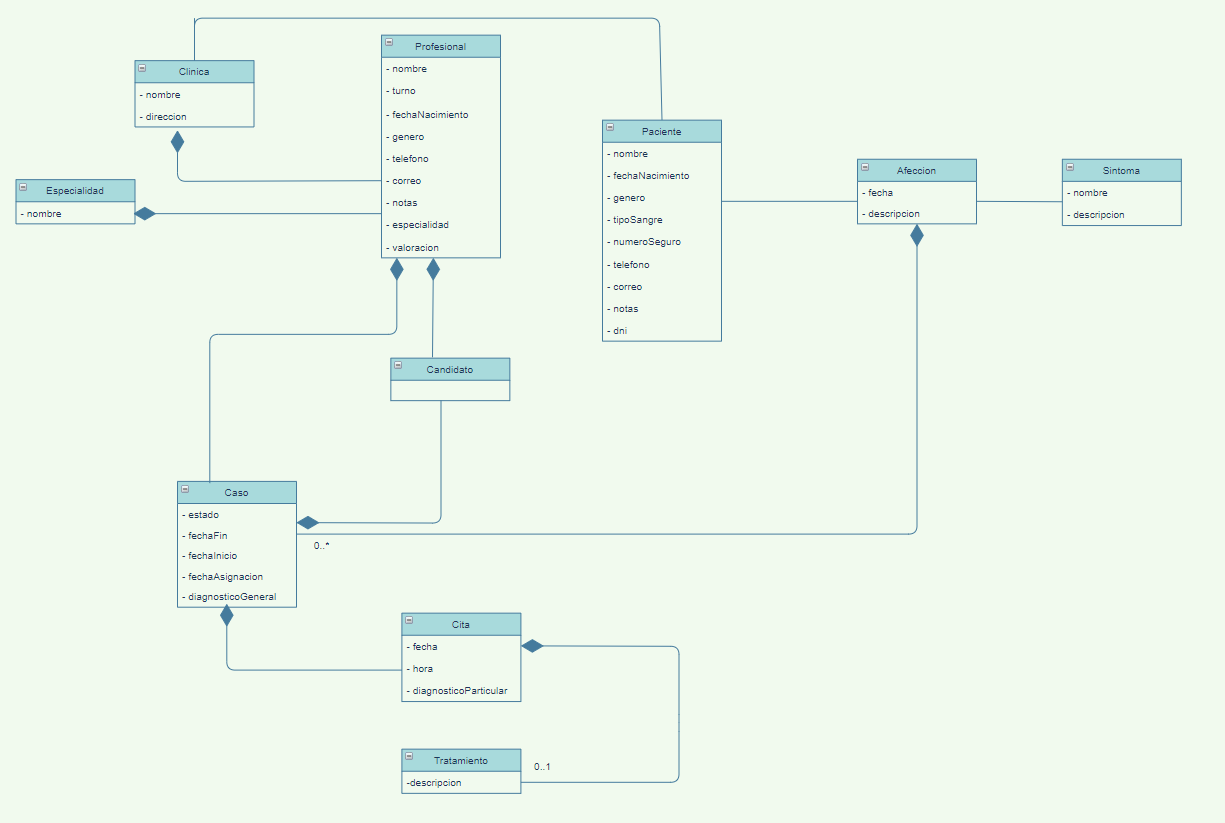 Clinica
- nombre
- direccion
Profesional
- nombre
- turno
- fechaNacimiento
- genero
- telefono
- correo
- notas
- especialidad
- valoracion
Especialidad
- nombre
Paciente
- nombre
- fechaNacimiento
- genero
- tipoSangre
- numeroSeguro
- telefono
- correo
- notas
- dni
Afeccion
- fecha
- descripcion
Sintoma
- nombre
- descripcion
Candidato
Caso
- estado
- fechaFin
- fechaInicio
- fechaAsignacion
- diagnosticoGeneral
0..*
Cita
- fecha
- hora
- diagnosticoParticular
Tratamiento
-descripcion
0..1